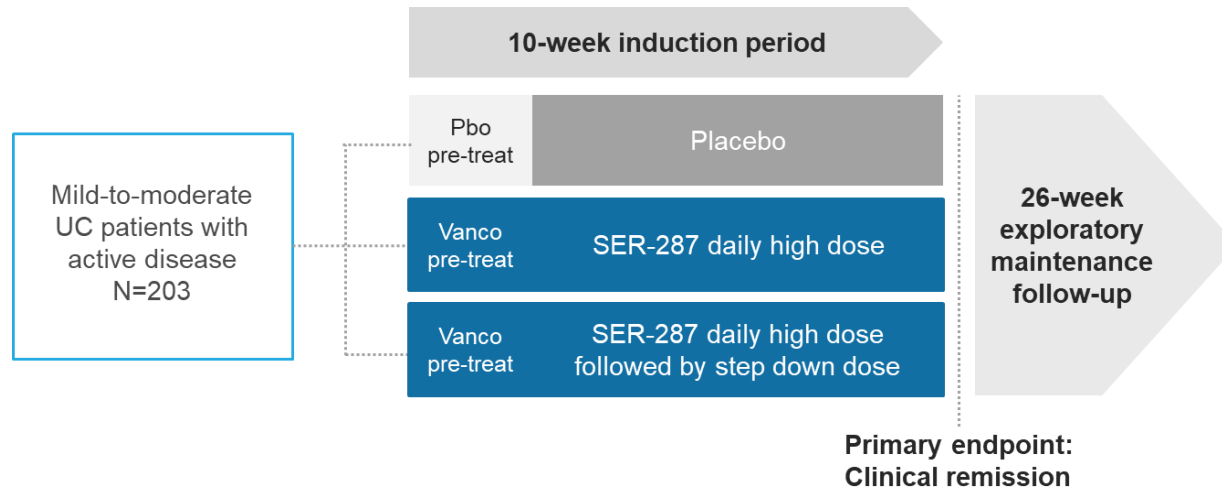 10-week induction period
Pbo
pre-treat
Placebo
Mild-to-moderate
UC patients with
active disease
N=203
Vanco
pre-treat
SER-287 daily high dose
Vanco
pre-treat
SER-287 daily high dose
followed by step down dose
26-week
exploratory
maintenance
follow-up
Primary endpoint:
Clinical remission